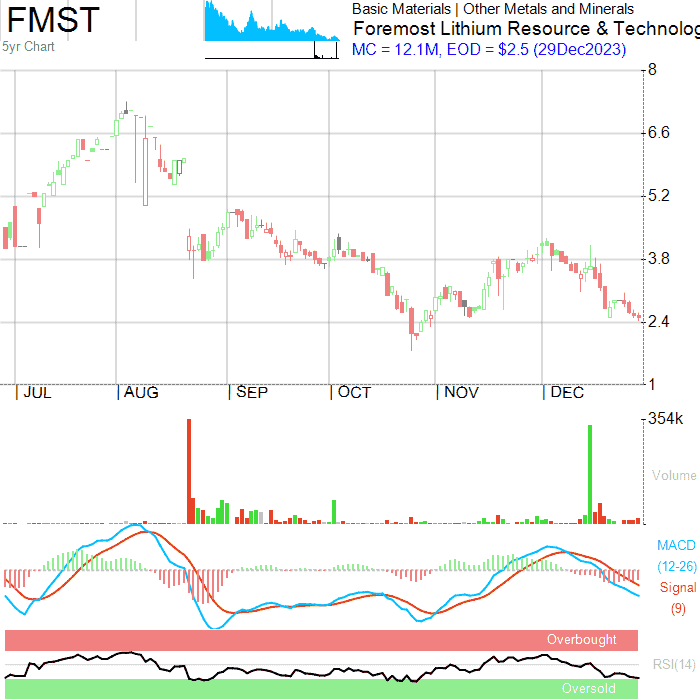 FMST
Basic Materials | Other Metals and Minerals
Foremost Lithium Resource & Technolog
5yr Chart
MC = 12.1M, EOD = $2.5 (29Dec2023)
8
6.6
5.2
3.8
2.4
1
JUL AUG SEP OCT NOV DEC
354k
Volume
MACD
(12-26)
Signal
(9)
Overbought
RSI(14)
Oversold